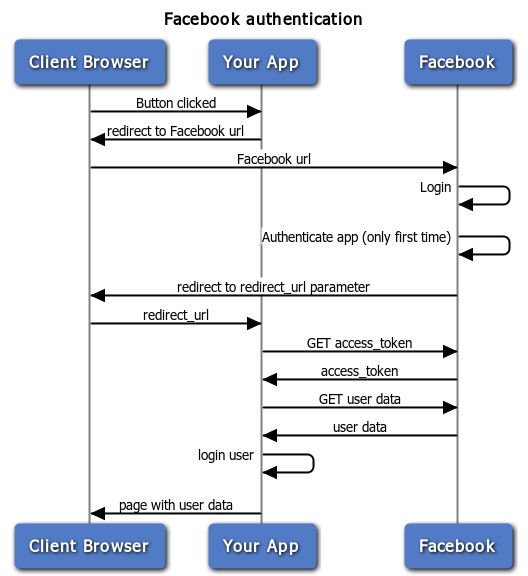 Facebook authentication
Client Browser
Your App
Facebook
Button clicked
redirect to Facebook url
Facebook url
Login
Authenticate app (only first time)
redirect to redirect_url parameter
redirect_url
GET access_token
access_token
GET user data
user data
login user
page with user data
Client Browser
Your App
Facebook